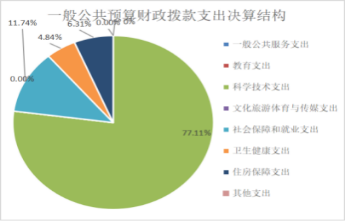 一般公共预算财政拨款支出决算结构
11.74%
6.31%
0.00%
4.84%
0.00%
77.11%
一般公共服务支出
教育支出
科学技术支出
文化旅游体育与传媒支出
社会保障和就业支出
卫生健康支出
住房保障支出
其他支出